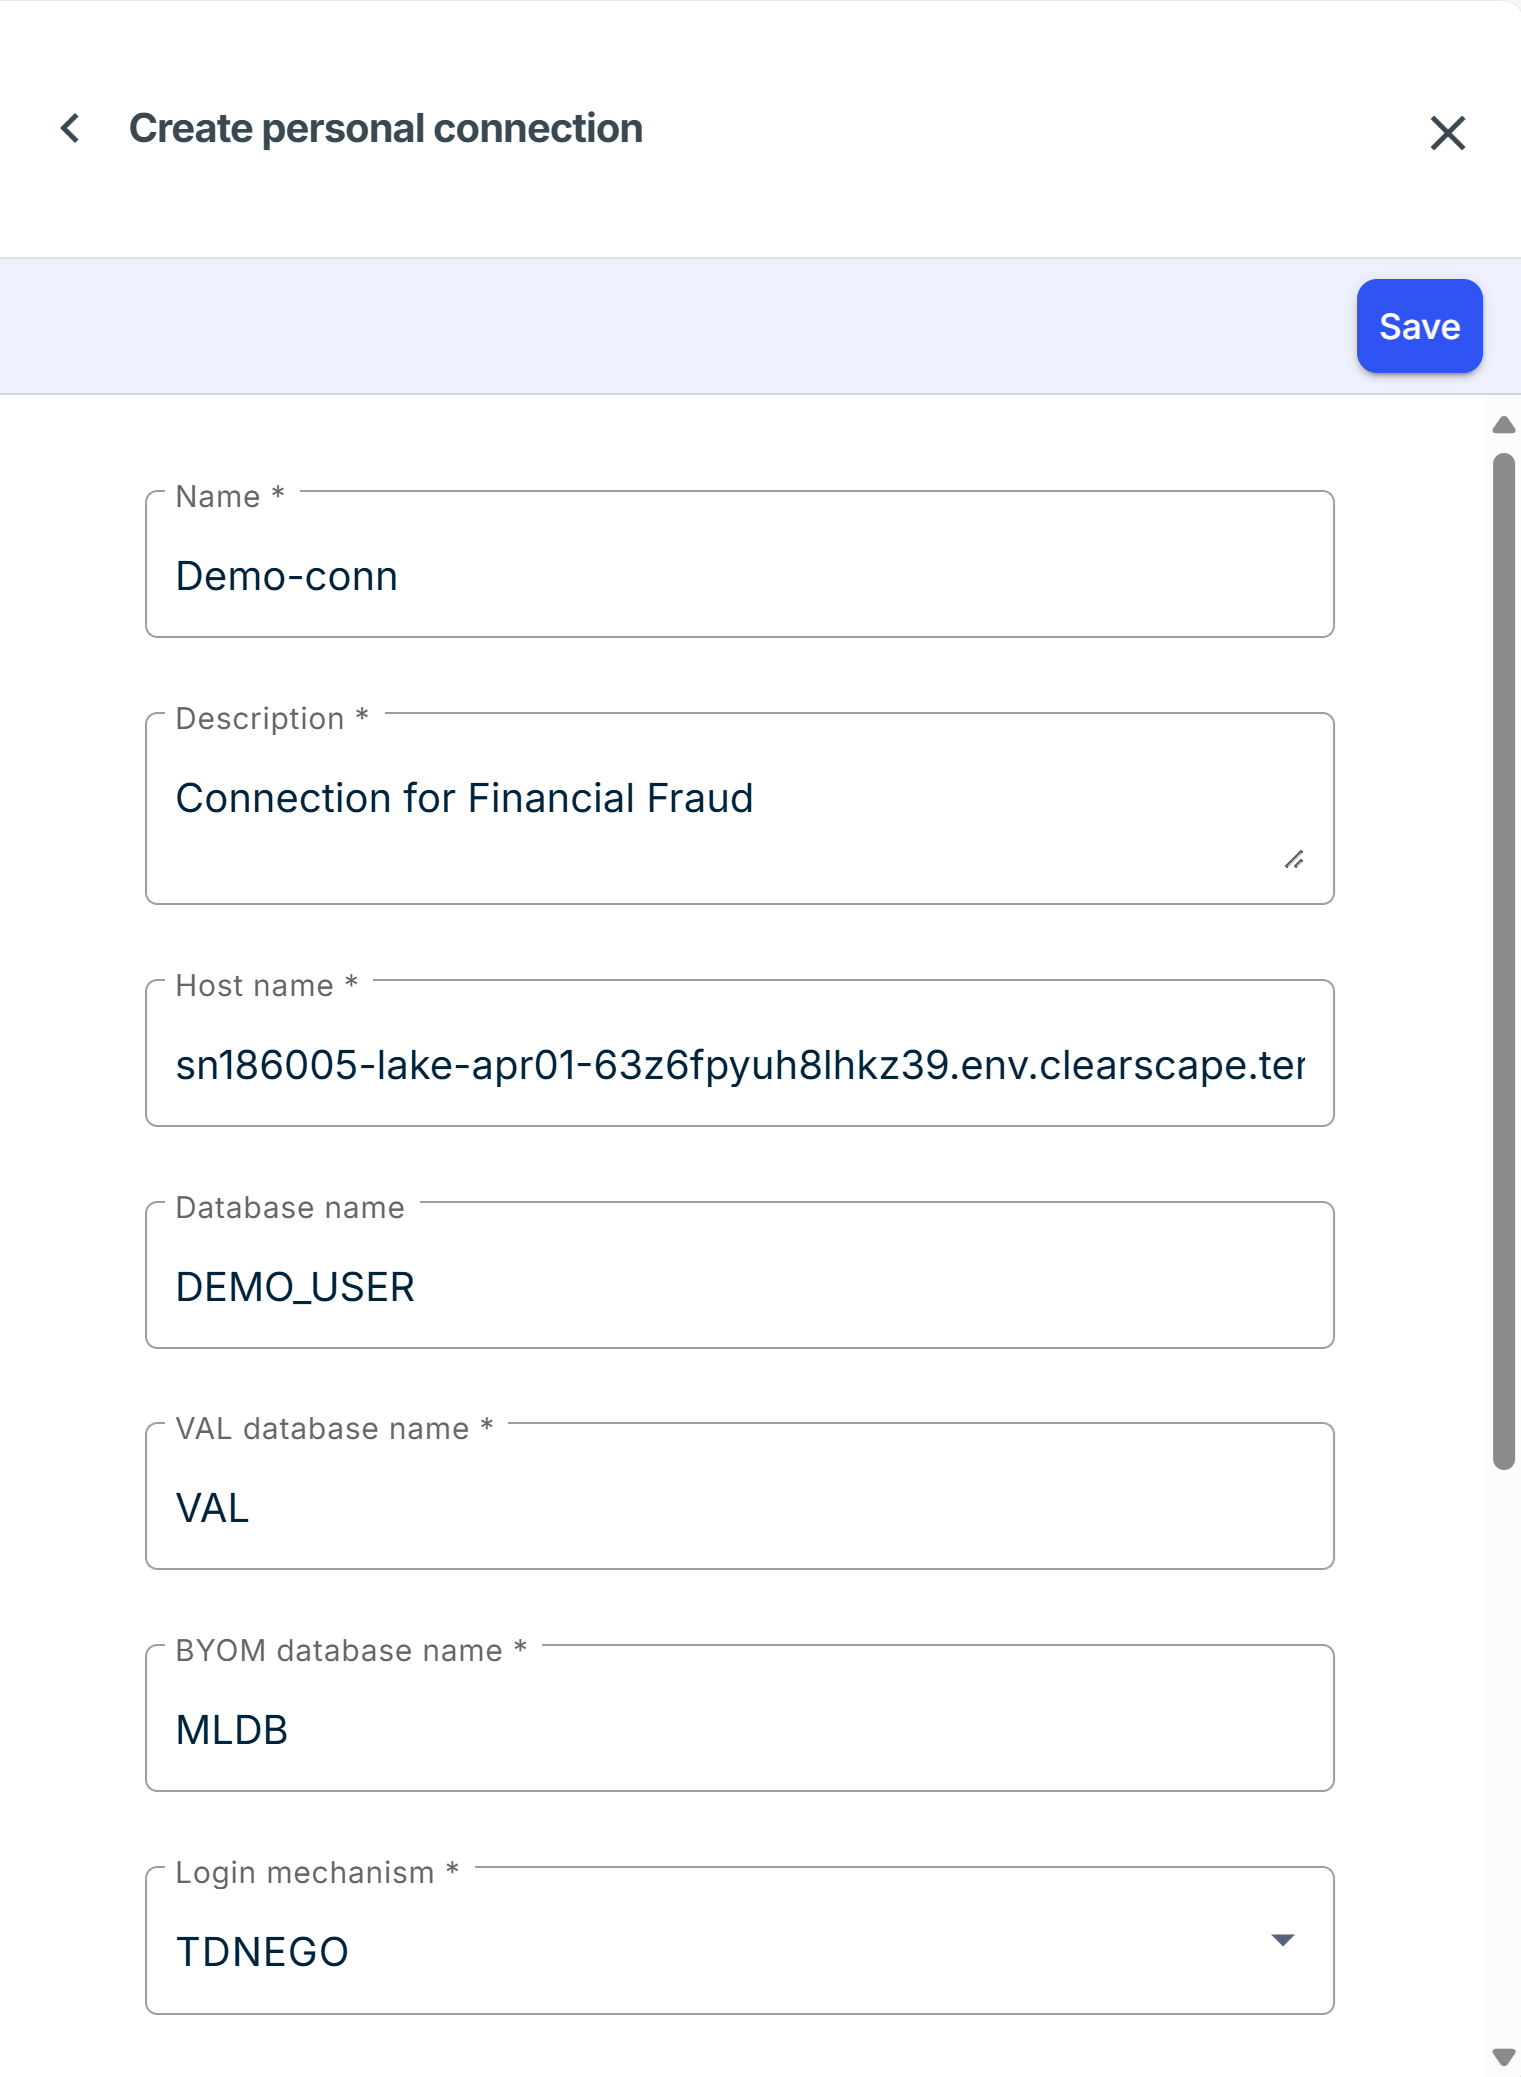 Create personal connection
Save
Name *
Demo-conn
Description *
Connection for Financial Fraud
Host name *
sn186005-lake-apr01-63z6fpyuh8lhkz39.env.clearscape.ter
Database name
DEMO_USER
VAL database name *
VAL
BYOM database name *
MLDB
Login mechanism *
TDNEGO